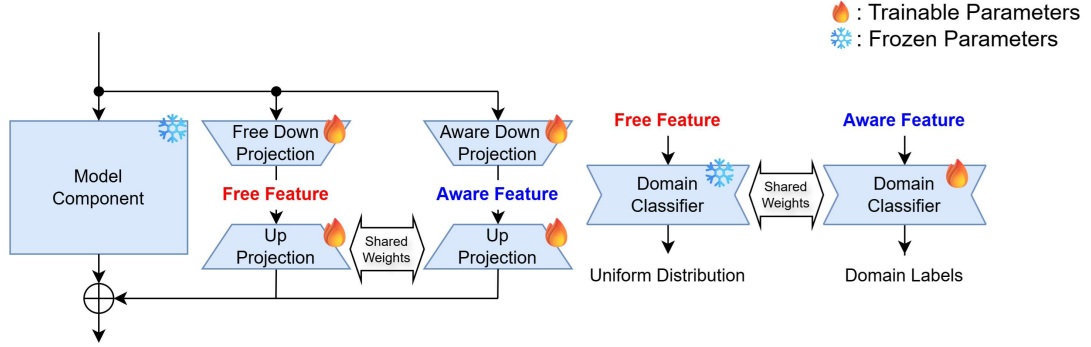 : Trainable Parameters
: Frozen Parameters
Model
Component
Free Down
Projection
Aware Down
Projection
Free Feature
Aware Feature
Up
Projection
Shared
Weights
Up
Projection
Free Feature
Aware Feature
Domain
Classifier
Shared
Weights
Domain
Classifier
Uniform Distribution
Domain Labels